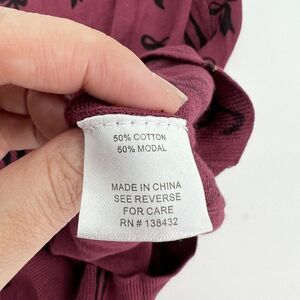 50% COTTON
50% MODAL
MADE IN CHINA
SEE REVERSE
FOR CARE
RN # 138432